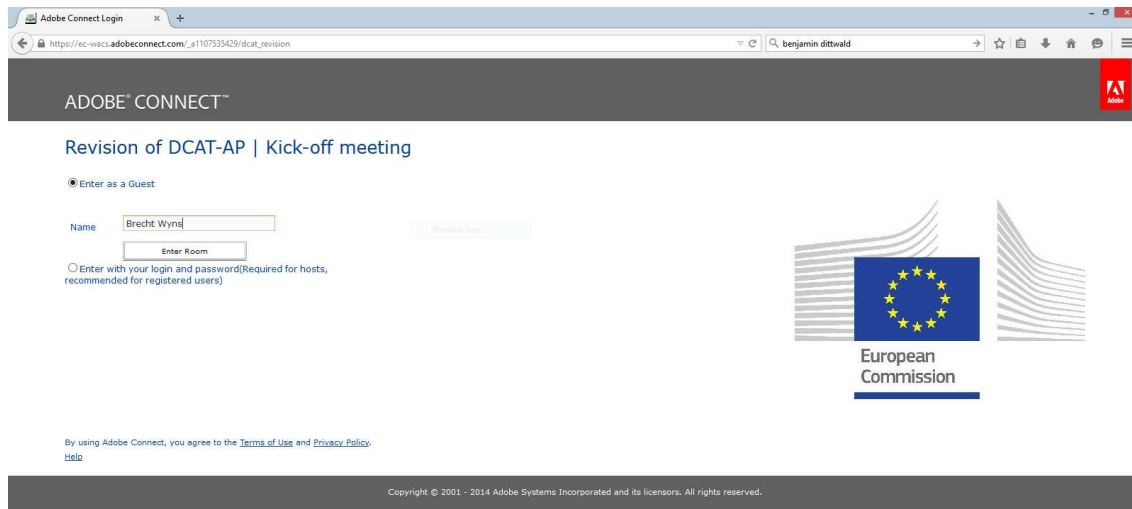 Adobe Connect Login × +
https://ec-wacs.adobeconnect.com/_a1107535429/dcat_revision
benjamin dittwald
ADOBE® CONNECT™
Adobe
Revision of DCAT-AP | Kick-off meeting
Enter as a Guest
Name Brecht Wyns
Window Snip
Enter Room
Enter with your login and password(Required for hosts,
recommended for registered users)
European
Commission
By using Adobe Connect, you agree to the Terms of Use and Privacy Policy.
Help
Copyright © 2001 - 2014 Adobe Systems Incorporated and its licensors. All rights reserved.